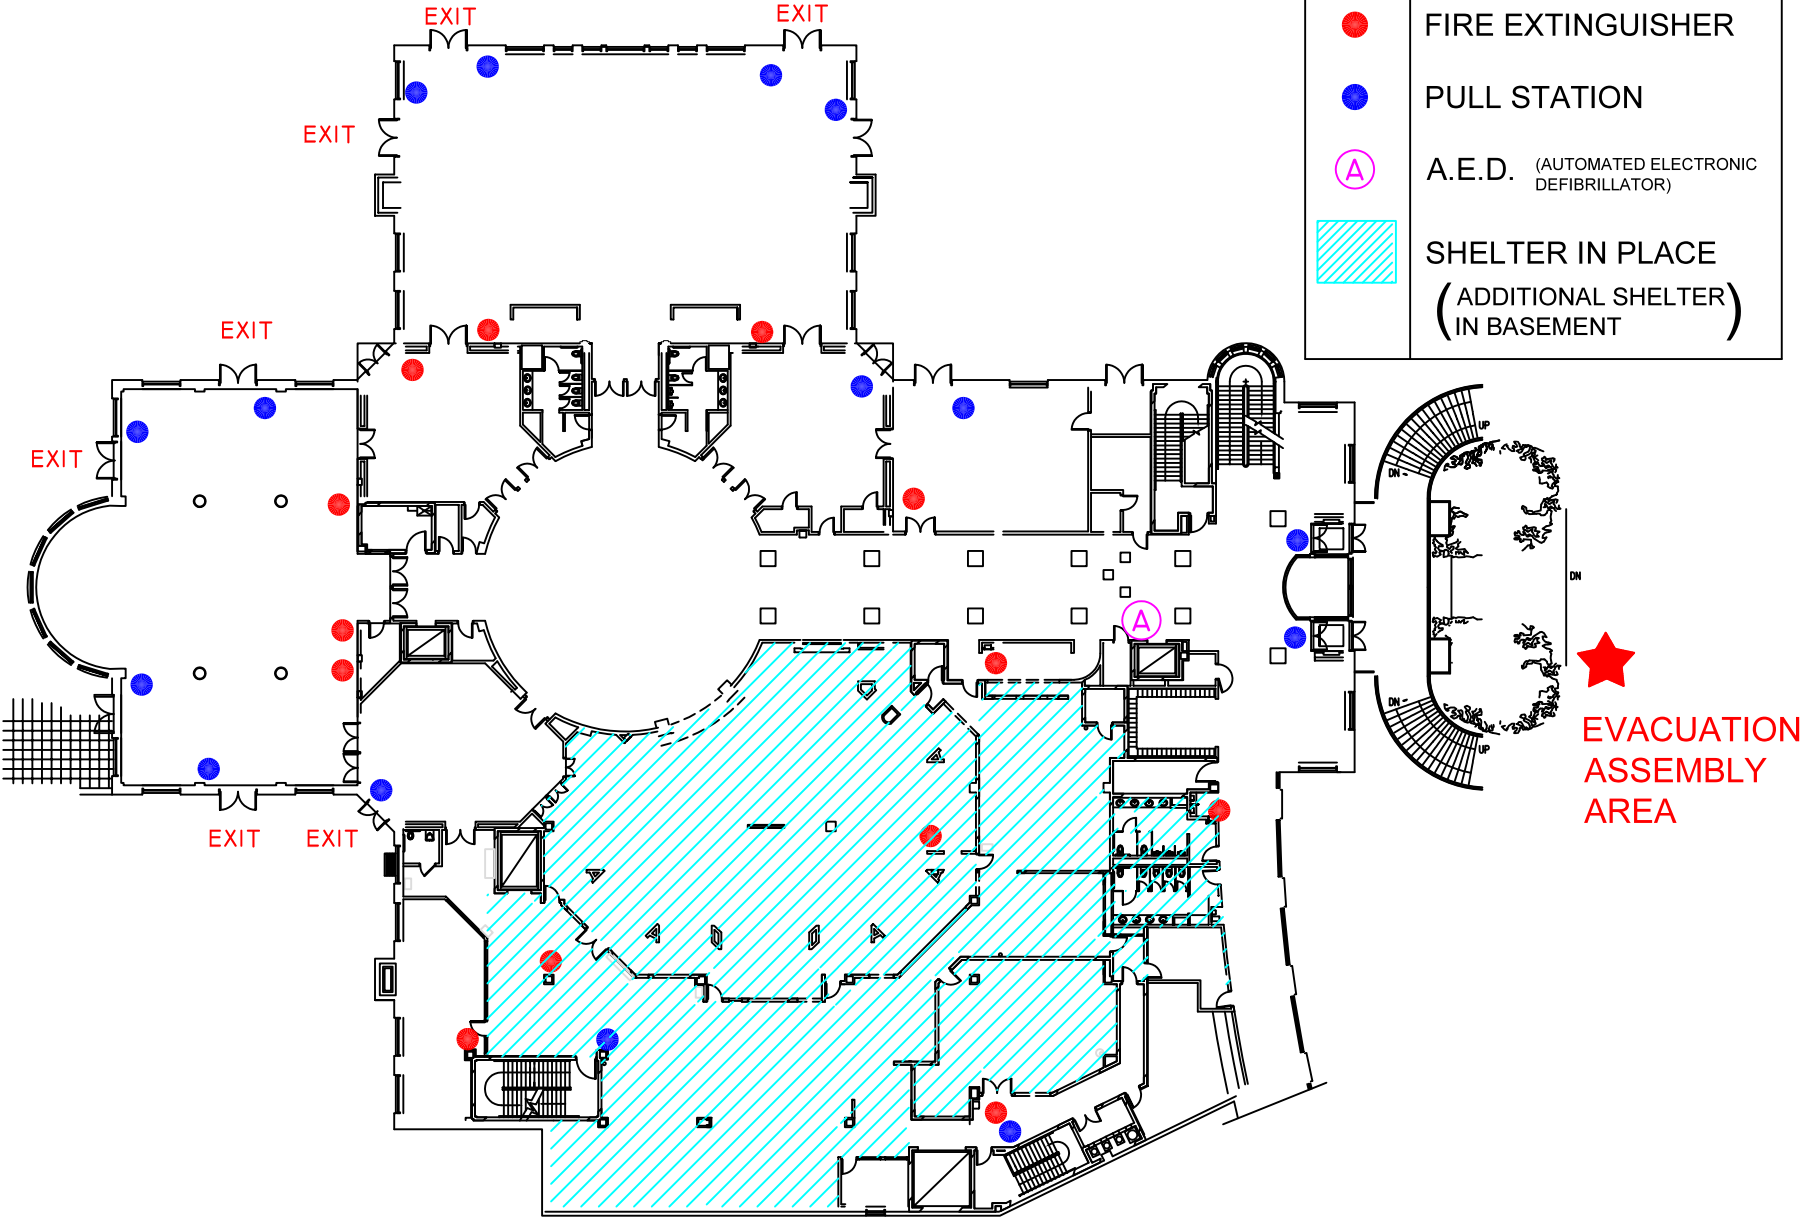 EXIT
EXIT
FIRE EXTINGUISHER
PULL STATION
EXIT
A
A.E.D. (AUTOMATED ELECTRONIC
DEFIBRILLATOR)
SHELTER IN PLACE
(ADDITIONAL SHELTER
IN BASEMENT)
EXIT
EXIT
UP
DN
DN
A
EVACUATION
ASSEMBLY
AREA
DN
UP
EXIT
EXIT